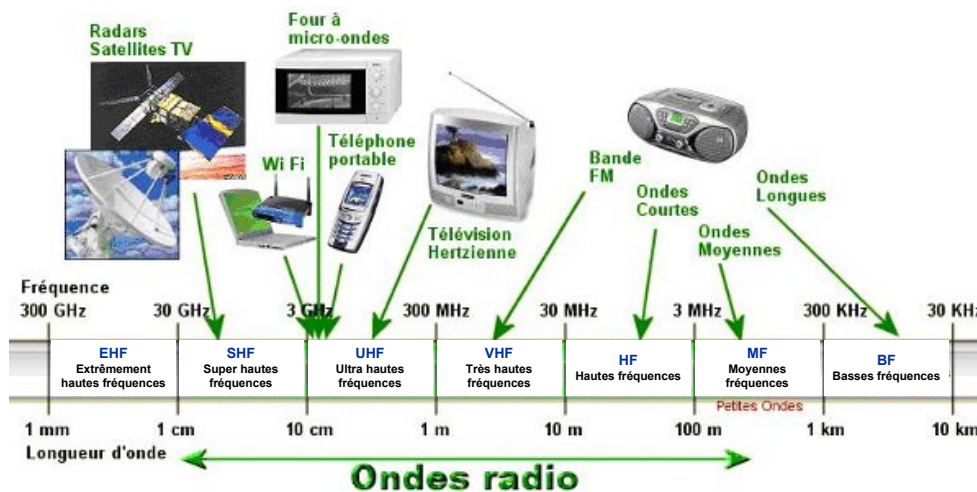 Radars
Satellites TV
Four à
micro-ondes
Wi Fi
Téléphone
portable
Télévision
Hertzienne
Bande
FM
Ondes
Courtes
Ondes
Moyennes
Ondes
Longues
Fréquence
300 GHz 30 GHz 3 GHz 300 MHz 30 MHz 3 MHz 300 KHz 30 KHz
EHF
Extrêmement
hautes fréquences
SHF
Super hautes
fréquences
UHF
Ultra hautes
fréquences
VHF
Très hautes
fréquences
HF
Hautes fréquences
MF
Moyennes
fréquences
BF
Basses fréquences
Petites Ondes
1 mm 1 cm 10 cm 1 m 10 m 100 m 1 km 10 km
Longueur d'onde
Ondes radio